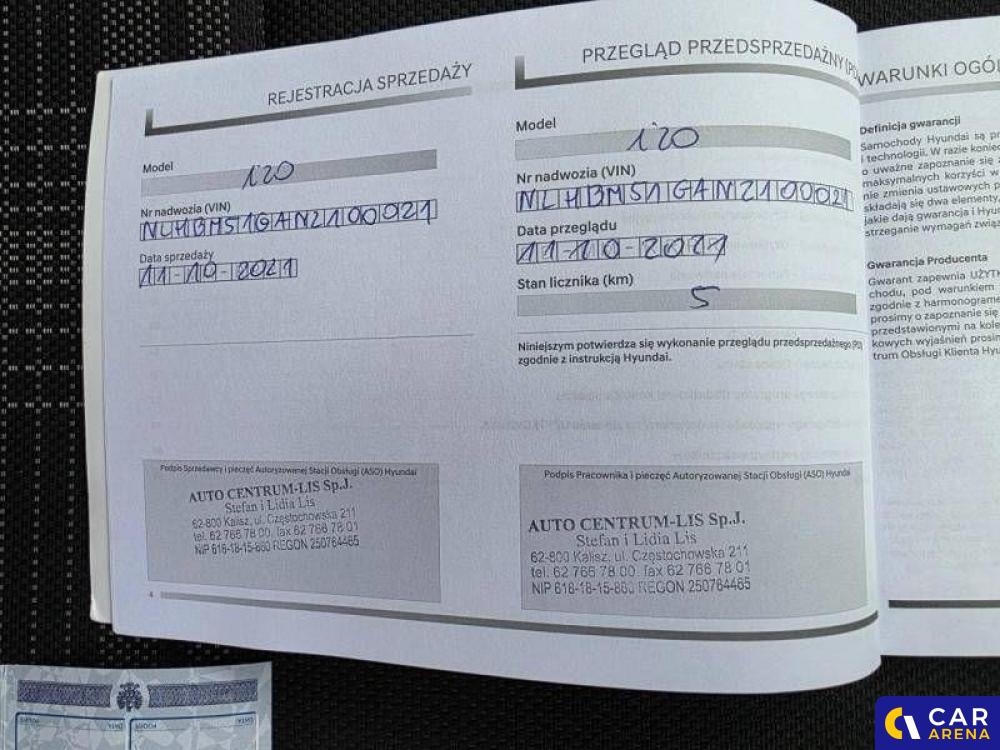 REJESTRACJA SPRZEDAŻY
Model
i20
Nr nadwozia (VIN)
NLHBM51GANZ100021
Data sprzedaży
11-10-2021
Podpis Sprzedawcy i pieczęć Autoryzowanej Stacji Obsługi (ASO) Hyundai
AUTO CENTRUM-LIS Sp.J.
Stefan i Lidia Lis
62-800 Kalisz, ul. Częstochowska 211
tel. 62 766 78 00, fax 62 766 78 01
NIP 618-18-15-860 REGON 250764465
4
PRZEGLĄD PRZEDSPRZEDAŻNY
Model
i20
Nr nadwozia (VIN)
NLHBM51GANZ100021
Data przeglądu
11-10-2021
Stan licznika (km)
5
Niniejszym potwierdza się wykonanie przeglądu przedsprzedażnego
zgodnie z instrukcją Hyundai.
Podpis Pracownika i pieczęć Autoryzowanej Stacji Obsługi (ASO) Hyundai
AUTO CENTRUM-LIS Sp.J.
Stefan i Lidia Lis
62-800 Kalisz, ul. Częstochowska 211
tel. 62 766 78 00, fax 62 766 78 01
NIP 618-18-15-860 REGON 250764465
WARUNKI OGÓL
Definicja gwarancji
Samochody Hyundai są pr
i technologii. W razie koniec
o uważne zapoznanie się z
maksymalnych korzyści w
nie zmienia ustawowych p
składają się dwa elementy
jakie dają gwarancja i Hyund
strzeganie wymagań związ
Gwarancja Producenta
Gwarant zapewnia UŻYTK
chodu, pod warunkiem
zgodnie z harmonograme
prosimy o zapoznanie się
przedstawionymi na kole
kowych wyjaśnień prosim
trum Obsługi Klienta Hyu
CAR
ARENA